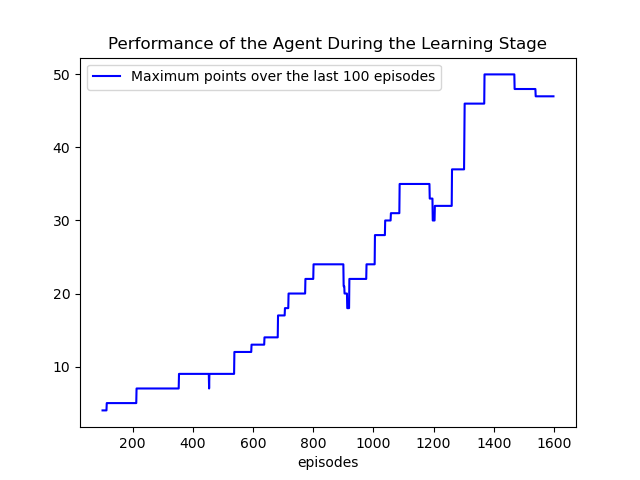 Performance of the Agent During the Learning Stage
Maximum points over the last 100 episodes
50
40
30
20
10
200 400 600 800 1000 1200 1400 1600
episodes